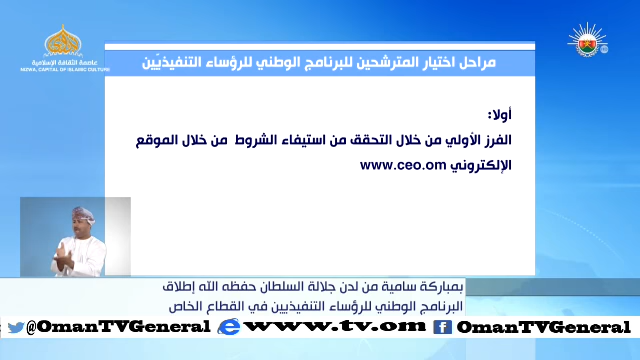 عاصمة الثقافة الإسلامية
NIZWA, CAPITAL OF ISLAMIC CULTURE
مراحل اختيار المترشحين للبرنامج الوطني للرؤساء التنفيذيّين
أولا:
الفرز الأولي من خلال التحقق من استيفاء الشروط من خلال الموقع
الإلكتروني www.ceo.om
بمباركة سامية من لدن جلالة السلطان حفظه الله إطلاق
البرنامج الوطني للرؤساء التنفيذيين في القطاع الخاص
@OmanTVGeneral www.tv.om OmanTVGeneral